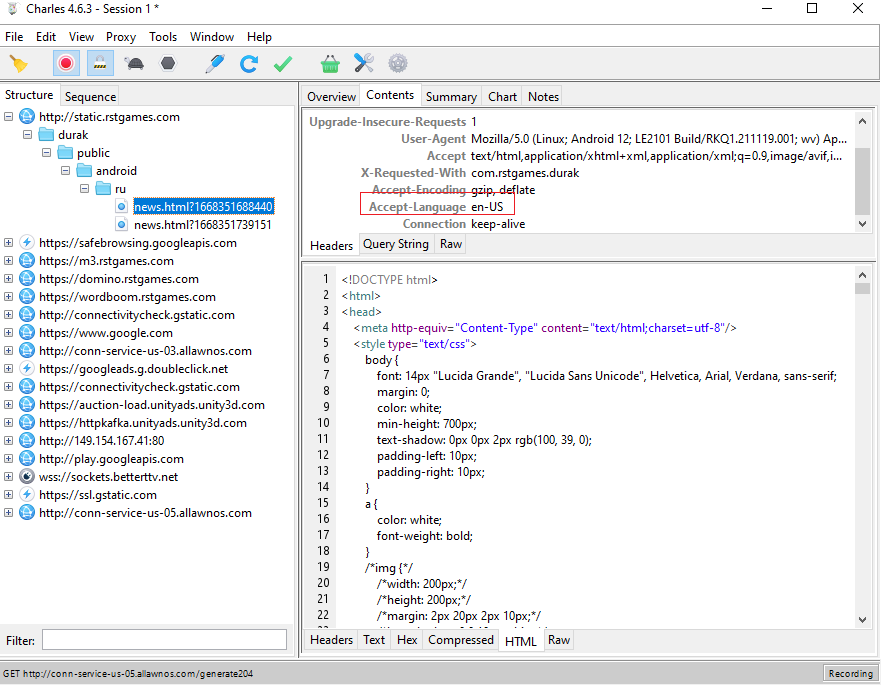 Charles 4.6.3 - Session 1 *
File Edit View Proxy Tools Window Help
Structure Sequence
http://static.rstgames.com
durak
public
android
ru
news.html?1668351688440
news.html?1668351739151
https://safebrowsing.googleapis.com
https://m3.rstgames.com
https://domino.rstgames.com
https://wordboom.rstgames.com
http://connectivitycheck.gstatic.com
https://www.google.com
http://conn-service-us-03.allawnos.com
https://googleads.g.doubleclick.net
https://connectivitycheck.gstatic.com
https://auction-load.unityads.unity3d.com
https://httpkafka.unityads.unity3d.com
http://149.154.167.41:80
http://play.googleapis.com
wss://sockets.betterttv.net
https://ssl.gstatic.com
http://conn-service-us-05.allawnos.com
Filter:
Overview Contents Summary Chart Notes
Upgrade-Insecure-Requests 1
User-Agent Mozilla/5.0 (Linux; Android 12; LE2101 Build/RKQ1.211119.001; wv) Ap...
Accept text/html,application/xhtml+xml,application/xml;q=0.9,image/avif,i...
X-Requested-With com.rstgames.durak
Accept-Encoding gzip, deflate
Accept-Language en-US
Connection keep-alive
Headers Query String Raw
1 <!DOCTYPE html>
2 <html>
3 <head>
4 <meta http-equiv="Content-Type" content="text/html;charset=utf-8"/>
5 <style type="text/css">
6 body {
7 font: 14px "Lucida Grande", "Lucida Sans Unicode", Helvetica, Arial, Verdana, sans-serif;
8 margin: 0;
9 color: white;
10 min-height: 700px;
11 text-shadow: 0px 0px 2px rgb(100, 39, 0);
12 padding-left: 10px;
13 padding-right: 10px;
14 }
15 a {
16 color: white;
17 font-weight: bold;
18 }
19 /*img {*/
20 /*width: 200px;*/
21 /*height: 200px;*/
22 /*margin: 2px 20px 2px 10px;*/
Headers Text Hex Compressed HTML Raw
GET http://conn-service-us-05.allawnos.com/generate204
Recording